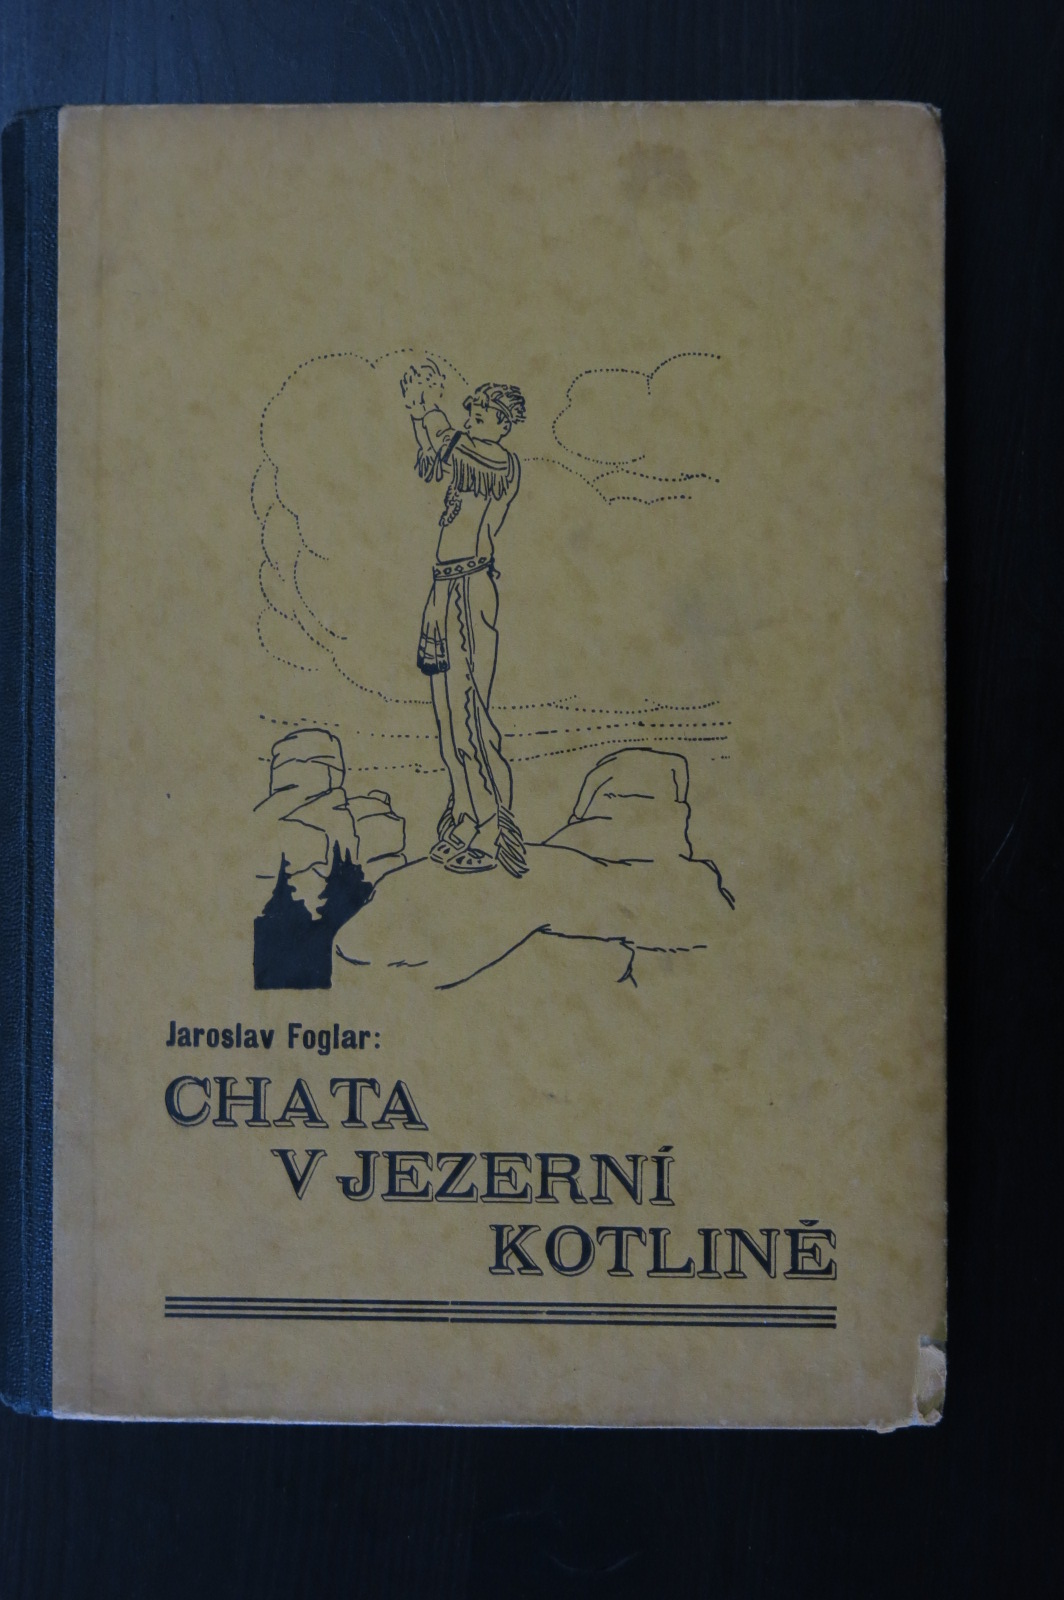 Jaroslav Foglar:
CHATA
V JEZERNÍ
KOTLINĚ